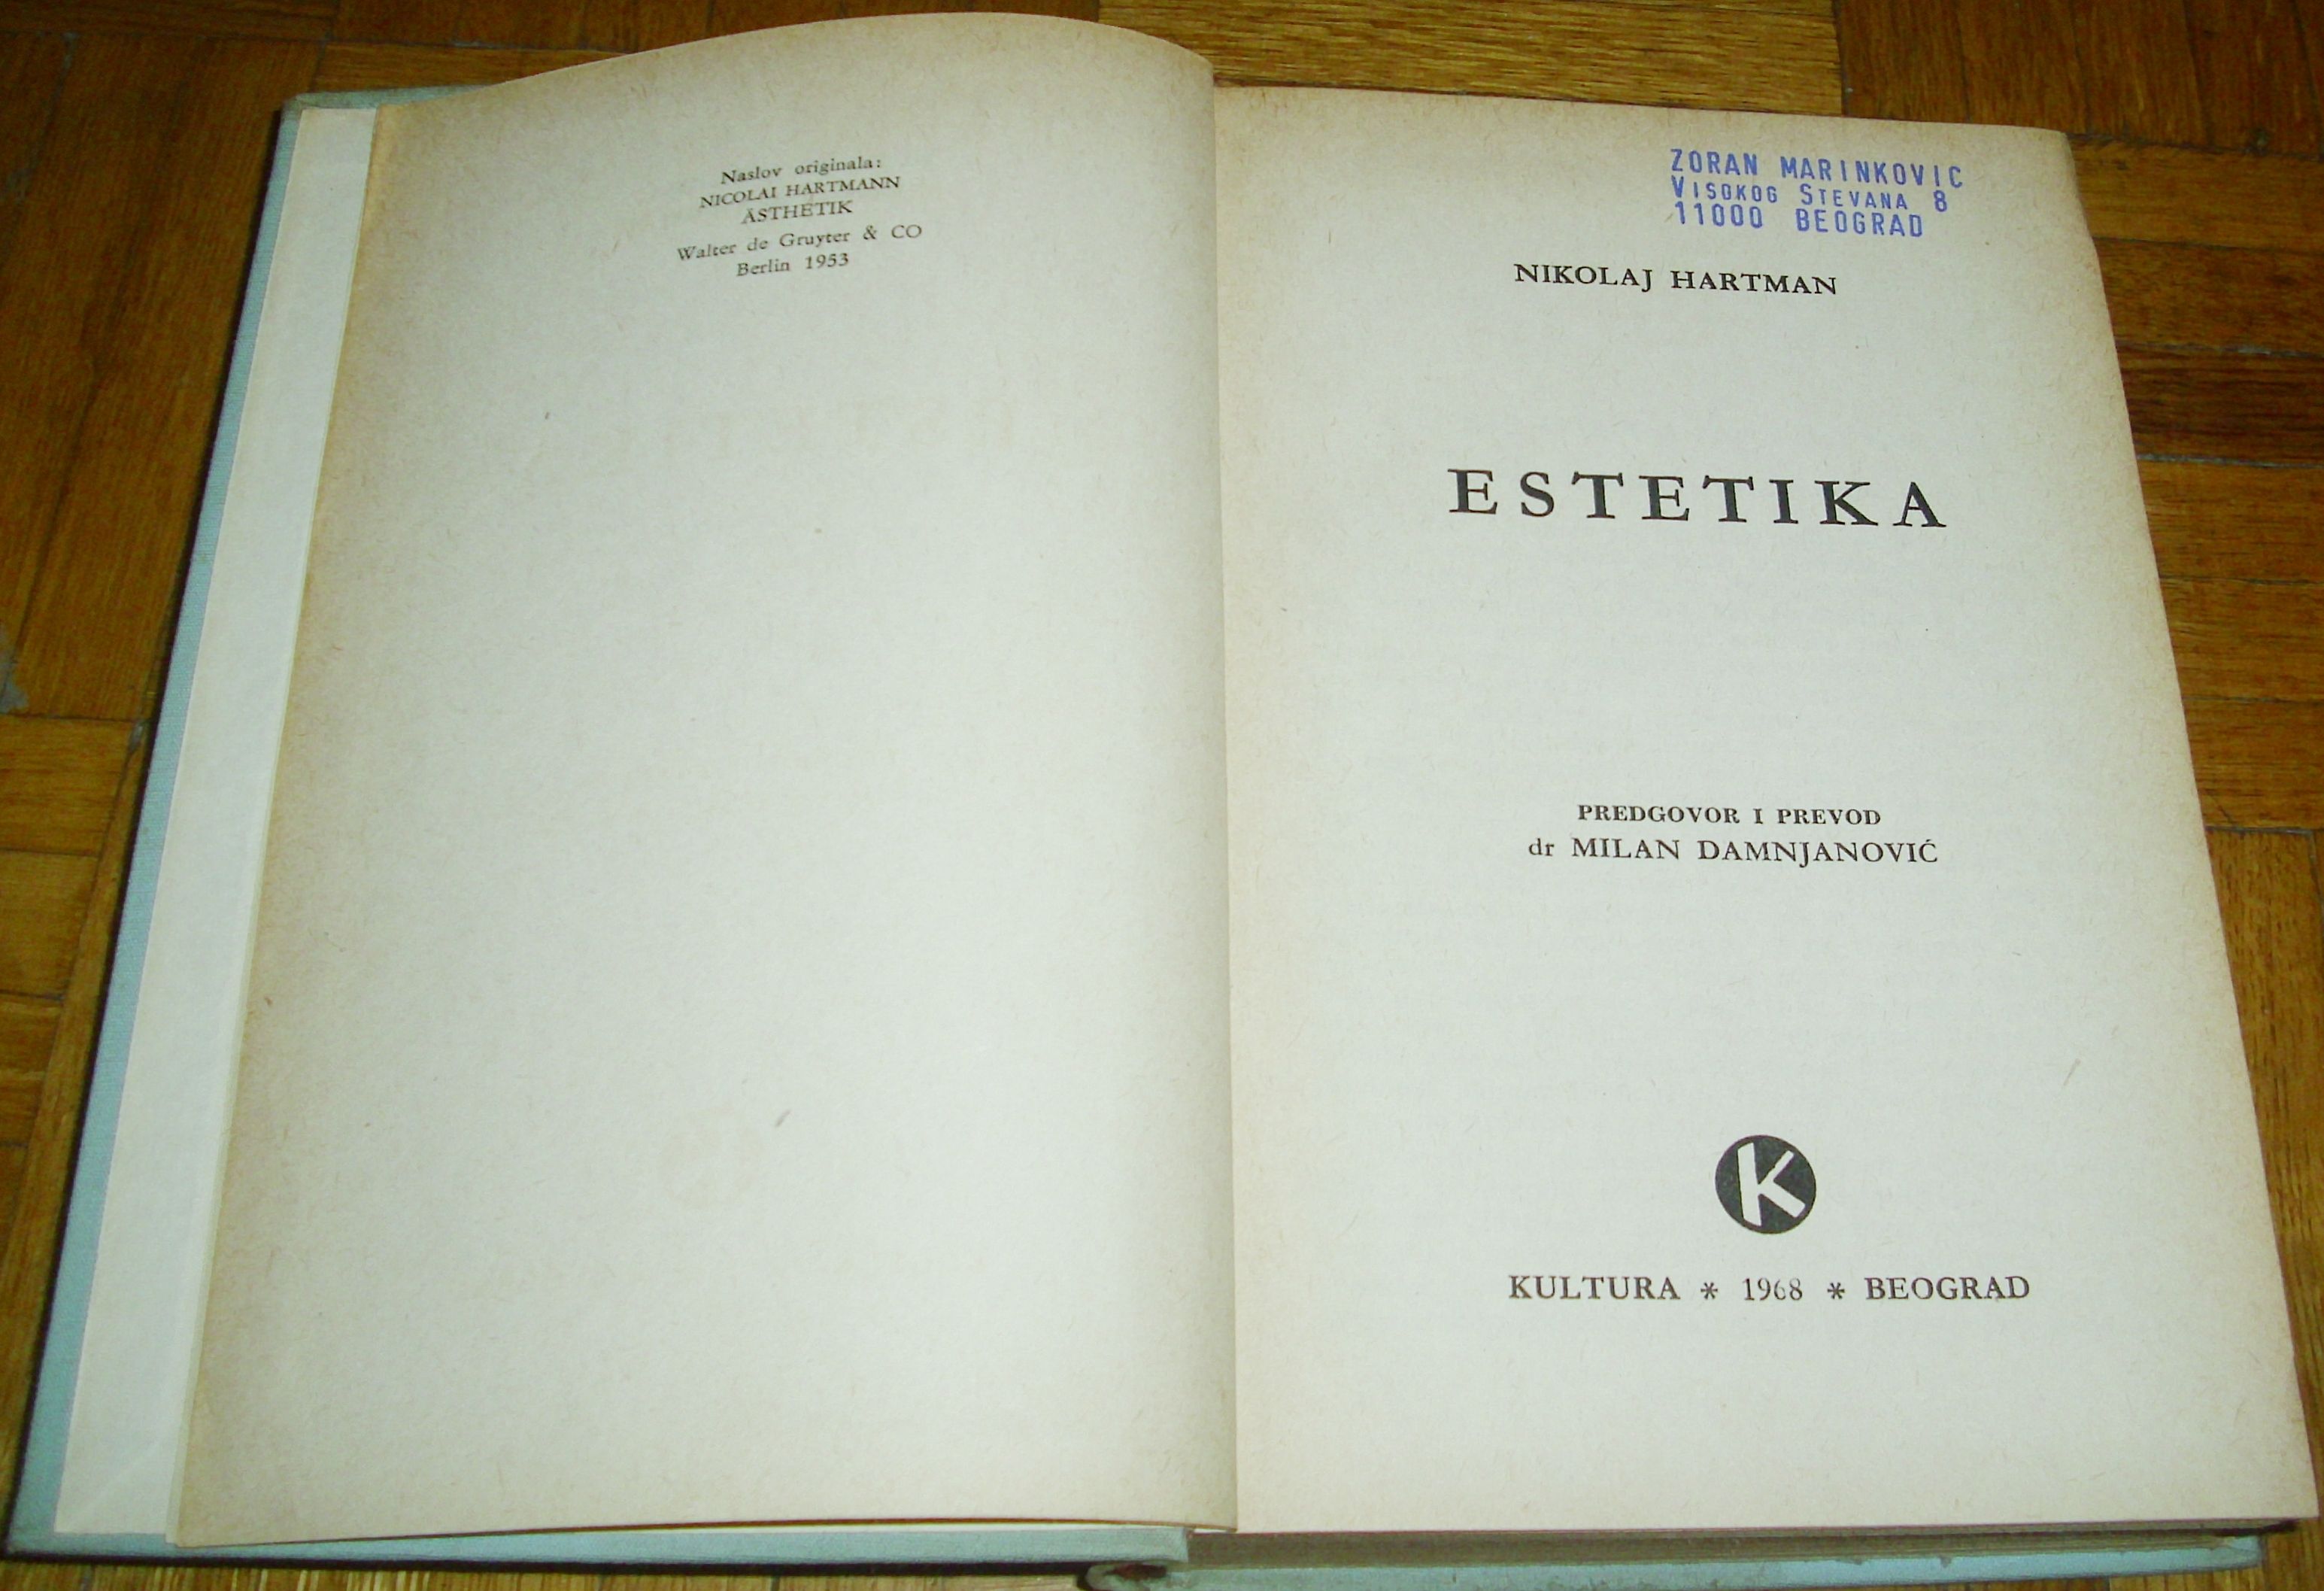 Naslov originala:
NICOLAI HARTMANN
ÄSTHETIK
Walter de Gruyter & CO
Berlin 1953
ZORAN MARINKOVIC
VISOKOG STEVANA 8
11000 BEOGRAD
NIKOLAJ HARTMAN
ESTETIKA
PREDGOVOR I PREVOD
dr MILAN DAMNJANOVIĆ
K
KULTURA * 1968 * BEOGRAD